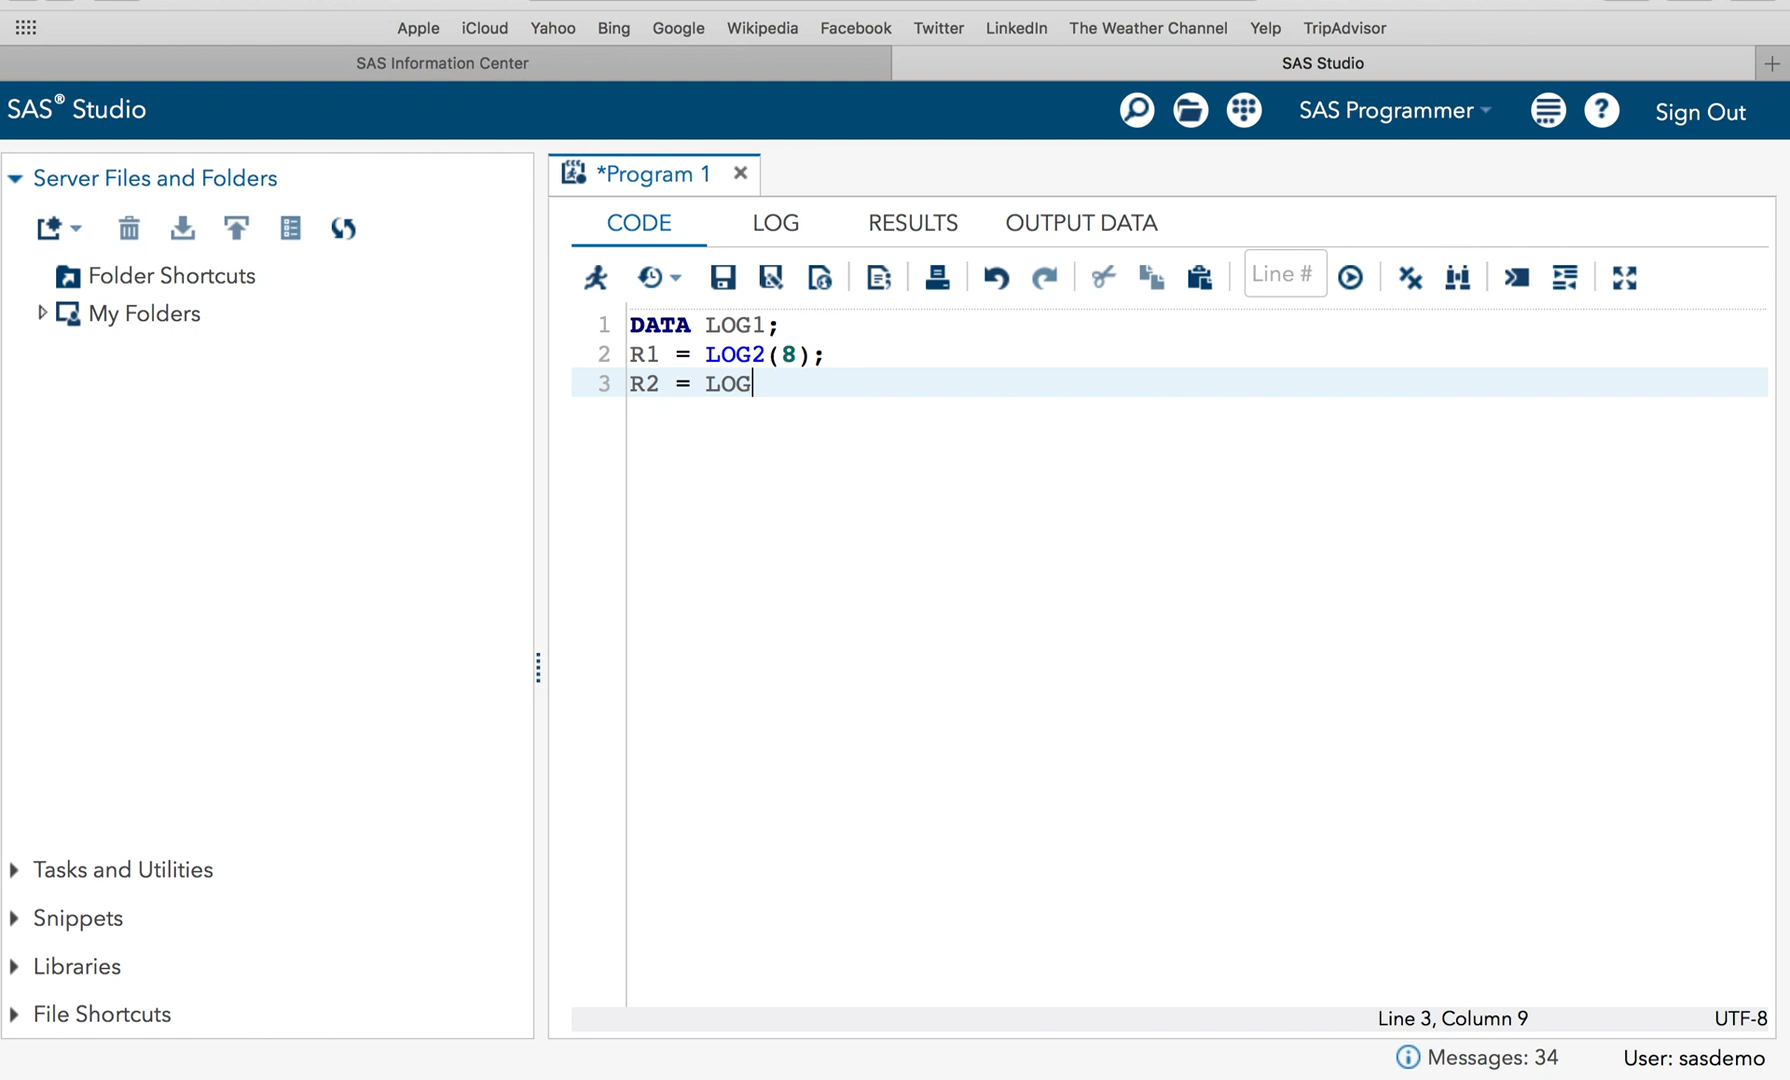 Apple iCloud Yahoo Bing Google Wikipedia Facebook Twitter LinkedIn The Weather Channel Yelp TripAdvisor
SAS Information Center SAS Studio
SAS® Studio SAS Programmer Sign Out
Server Files and Folders
Folder Shortcuts
My Folders
Tasks and Utilities
Snippets
Libraries
File Shortcuts
*Program 1
CODE LOG RESULTS OUTPUT DATA
Line #
1 DATA LOG1;
2 R1 = LOG2(8);
3 R2 = LOG
Line 3, Column 9 UTF-8
Messages: 34 User: sasdemo